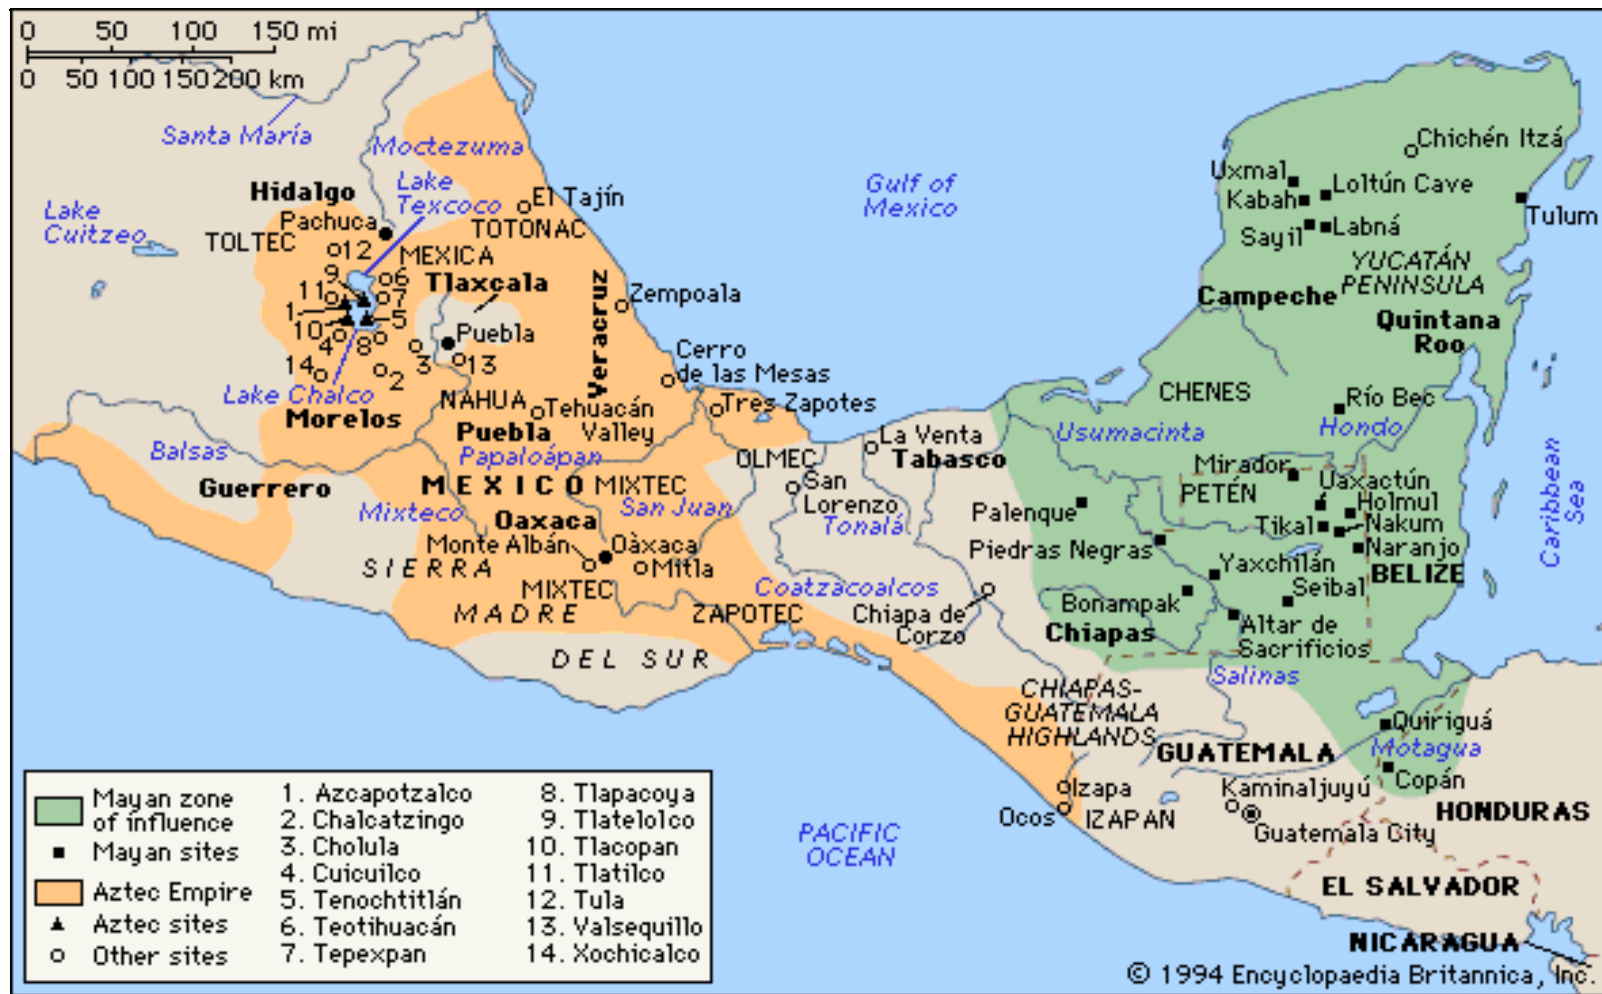 0 50 100 150 mi
0 50 100 150 200 km
Santa María
Moctezuma
Hidalgo
Lake
Texcoco
Lake
Cuitzeo
Pachuca
TOLTEC
12
El Tajín
TOTONAC
MEXICA
9
6
Tlaxcala
11
7
1
10
5
Puebla
4
8
3
13
14
2
Lake Chalco
Morelos
Veracruz
Zempoala
Cerro
de las Mesas
NAHUA
Tehuacán
Valley
Tres Zapotes
Puebla
Papaloápan
Balsas
Guerrero
MEXICO
MIXTEC
OLMEC
La Venta
Tabasco
San
Lorenzo
Mixteco
San Juan
Tonalá
Oaxaca
Monte Albán
Oàxaca
Mitla
SIERRA
MADRE
DEL SUR
MIXTEC
ZAPOTEC
Coatzacoalcos
Chiapa de
Corzo
Gulf of
Mexico
Chichén Itzá
Uxmal
Loltún Cave
Kabah
Tulum
Sayil
Labná
YUCATÁN
PENINSULA
Campeche
Quintana
Roo
CHENES
Río Bec
Hondo
Usumacinta
Mirador
PETÉN
Uaxactún
Holmul
Palenque
Tikal
Nakum
Piedras Negras
Naranjo
Yaxchilán
BELIZE
Seibal
Bonampak
Chiapas
Altar de
Sacrificios
Salinas
Caribbean
Sea
CHIAPAS-
GUATEMALA
HIGHLANDS
Quiriguá
Motagua
GUATEMALA
Copán
Izapa
Kaminaljuyú
Ocos
IZAPAN
Guatemala City
HONDURAS
PACIFIC
OCEAN
EL SALVADOR
NICARAGUA
Mayan zone
of influence
Mayan sites
Aztec Empire
Aztec sites
Other sites
1. Azcapotzalco
2. Chalcatzingo
3. Cholula
4. Cuicuilco
5. Tenochtitlán
6. Teotihuacán
7. Tepexpan
8. Tlapacoya
9. Tlatelolco
10. Tlacopan
11. Tlatilco
12. Tula
13. Valsequillo
14. Xochicalco
© 1994 Encyclopaedia Britannica, Inc.